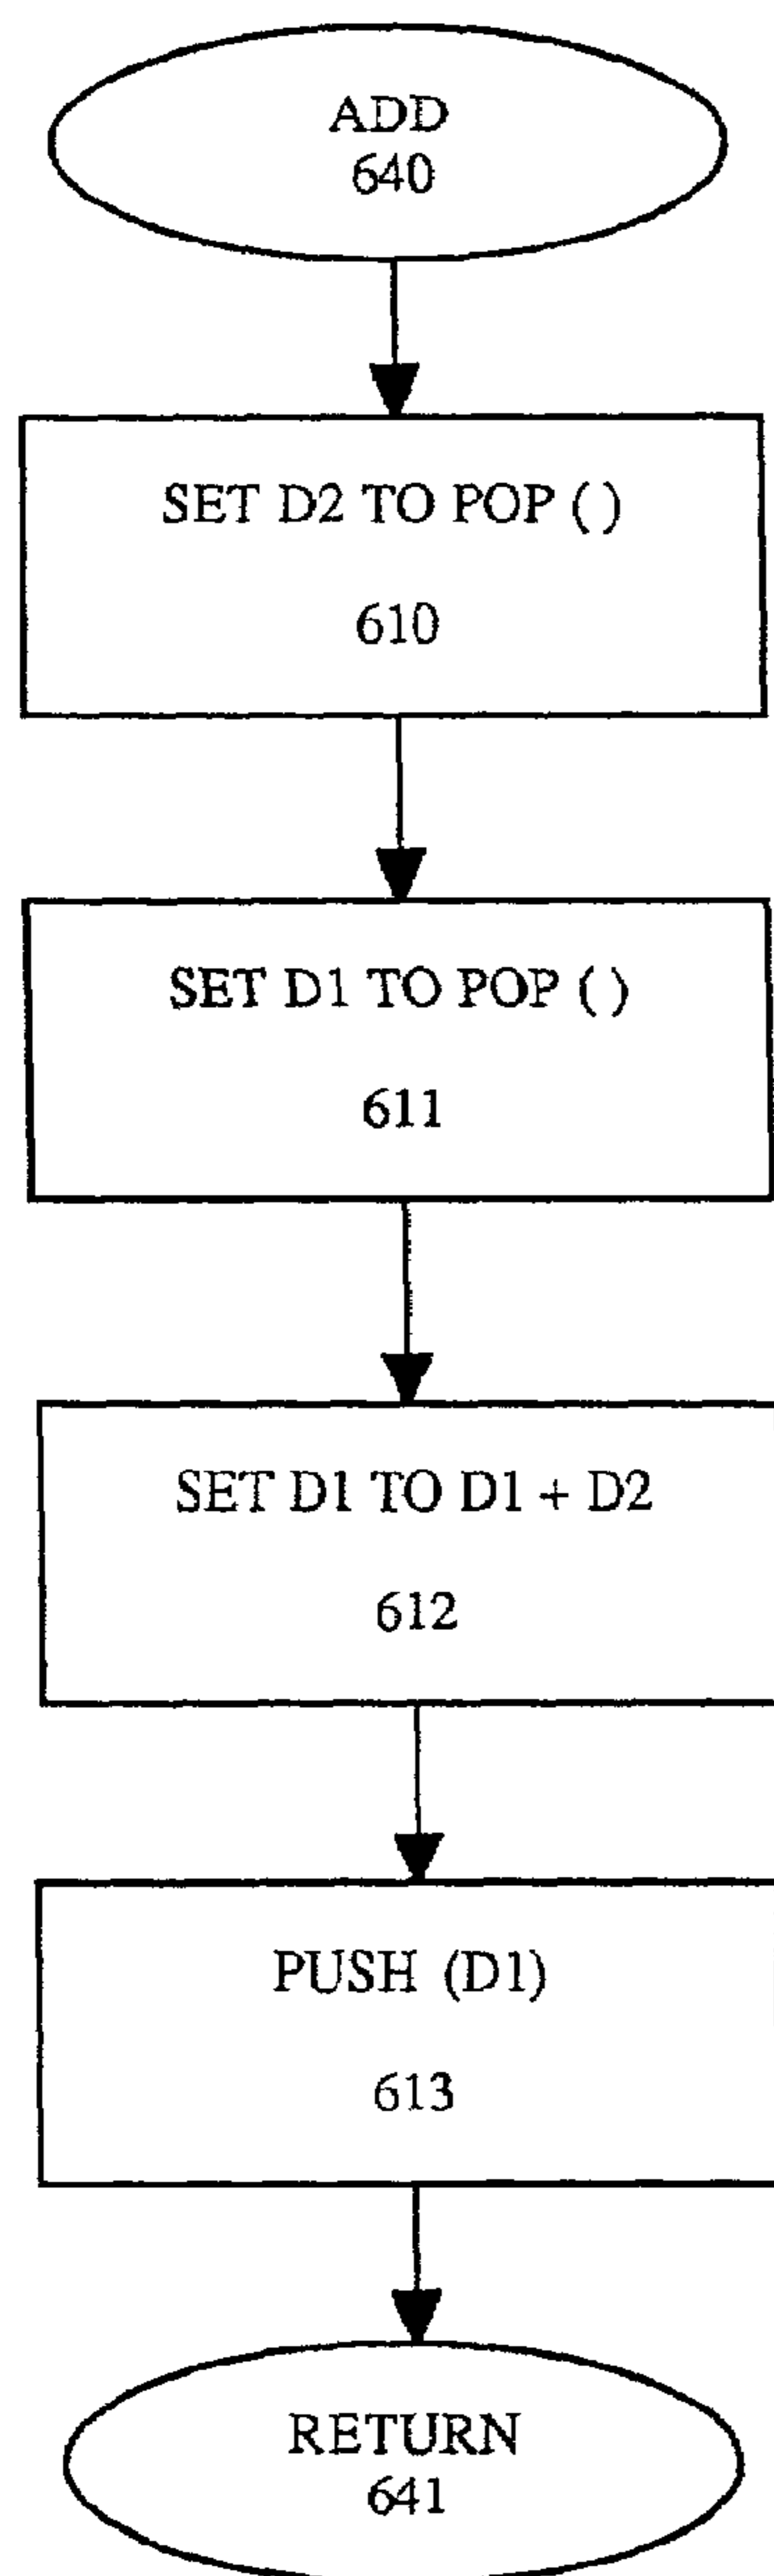 ADD
640
SET D2 TO POP ( )
610
SET D1 TO POP ( )
611
SET D1 TO D1 + D2
612
PUSH (D1)
613
RETURN
641